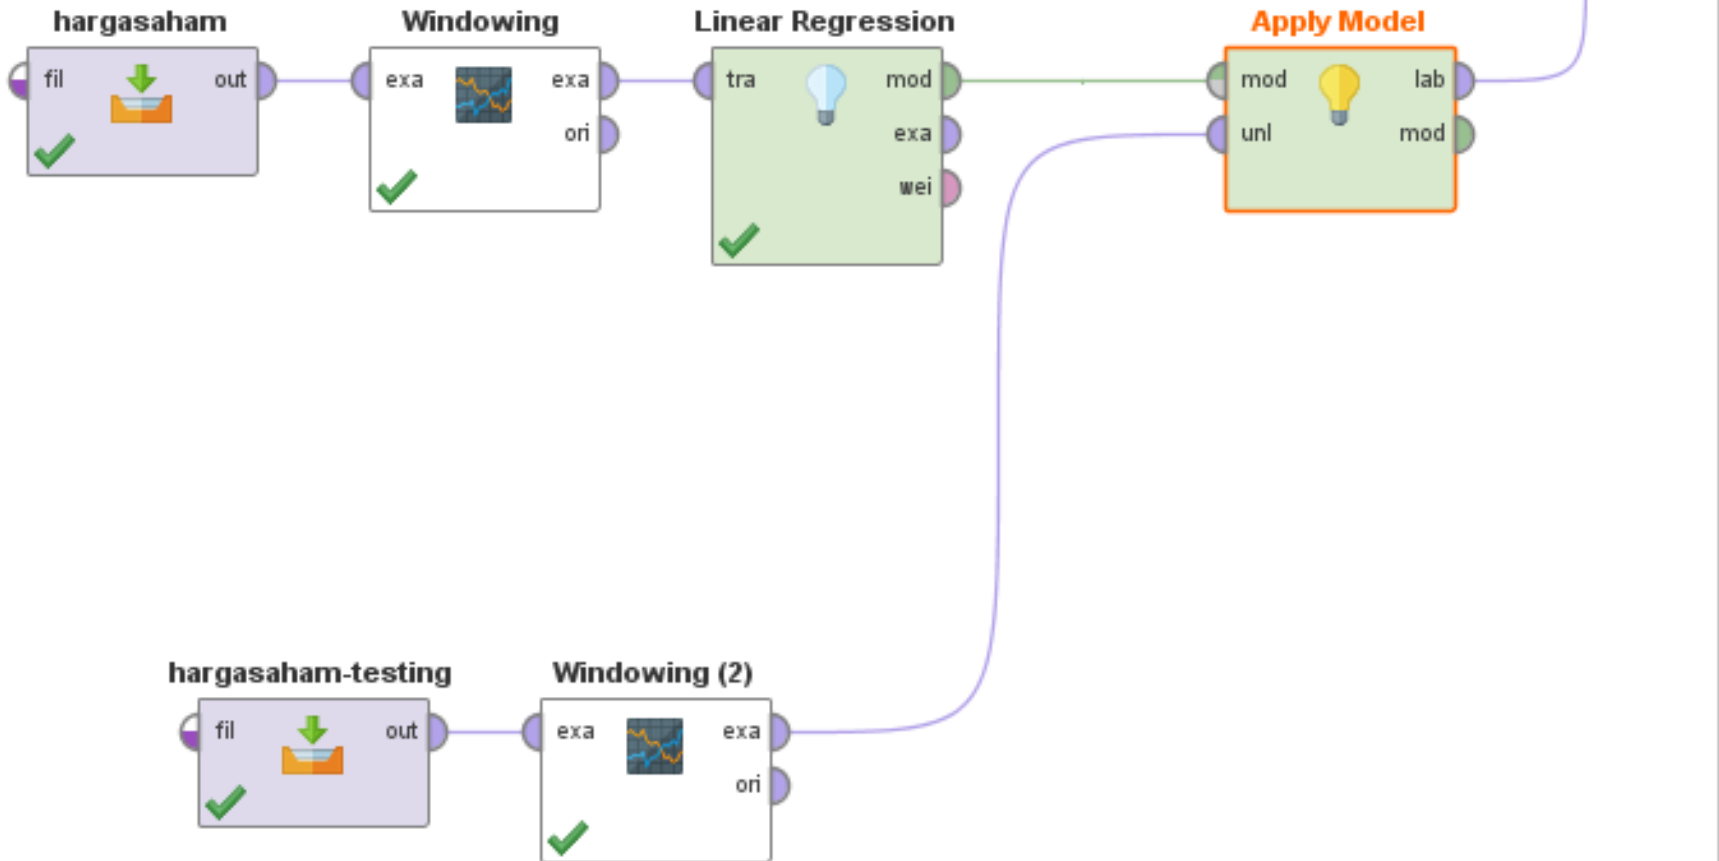 hargasaham Windowing Linear Regression Apply Model
fil out exa exa tra mod mod lab
ori exa unl mod
wei
hargasaham-testing Windowing (2)
fil out exa exa
ori